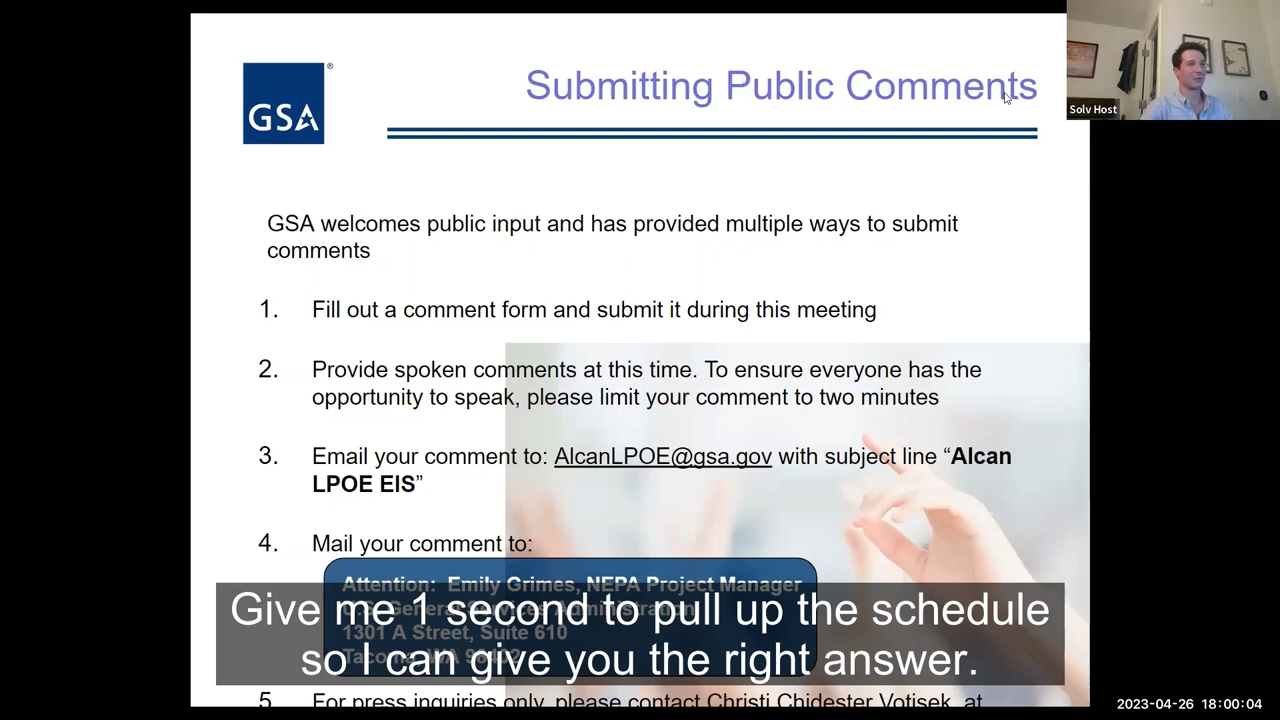 GSA
®
Submitting Public Comments
Solv Host
GSA welcomes public input and has provided multiple ways to submit
comments
1. Fill out a comment form and submit it during this meeting
2. Provide spoken comments at this time. To ensure everyone has the
opportunity to speak, please limit your comment to two minutes
3. Email your comment to: AlcanLPOE@gsa.gov with subject line “Alcan
LPOE EIS”
4. Mail your comment to:
Attention: Emily Grimes, NEPA Project Manager
U.S. General Services Administration
1301 A Street, Suite 610
Tacoma, WA
Give me 1 second to pull up the schedule
so I can give you the right answer.
5. For press inquiries only, please contact Christi Chidester Votisek, at
2023-04-26 18:00:04